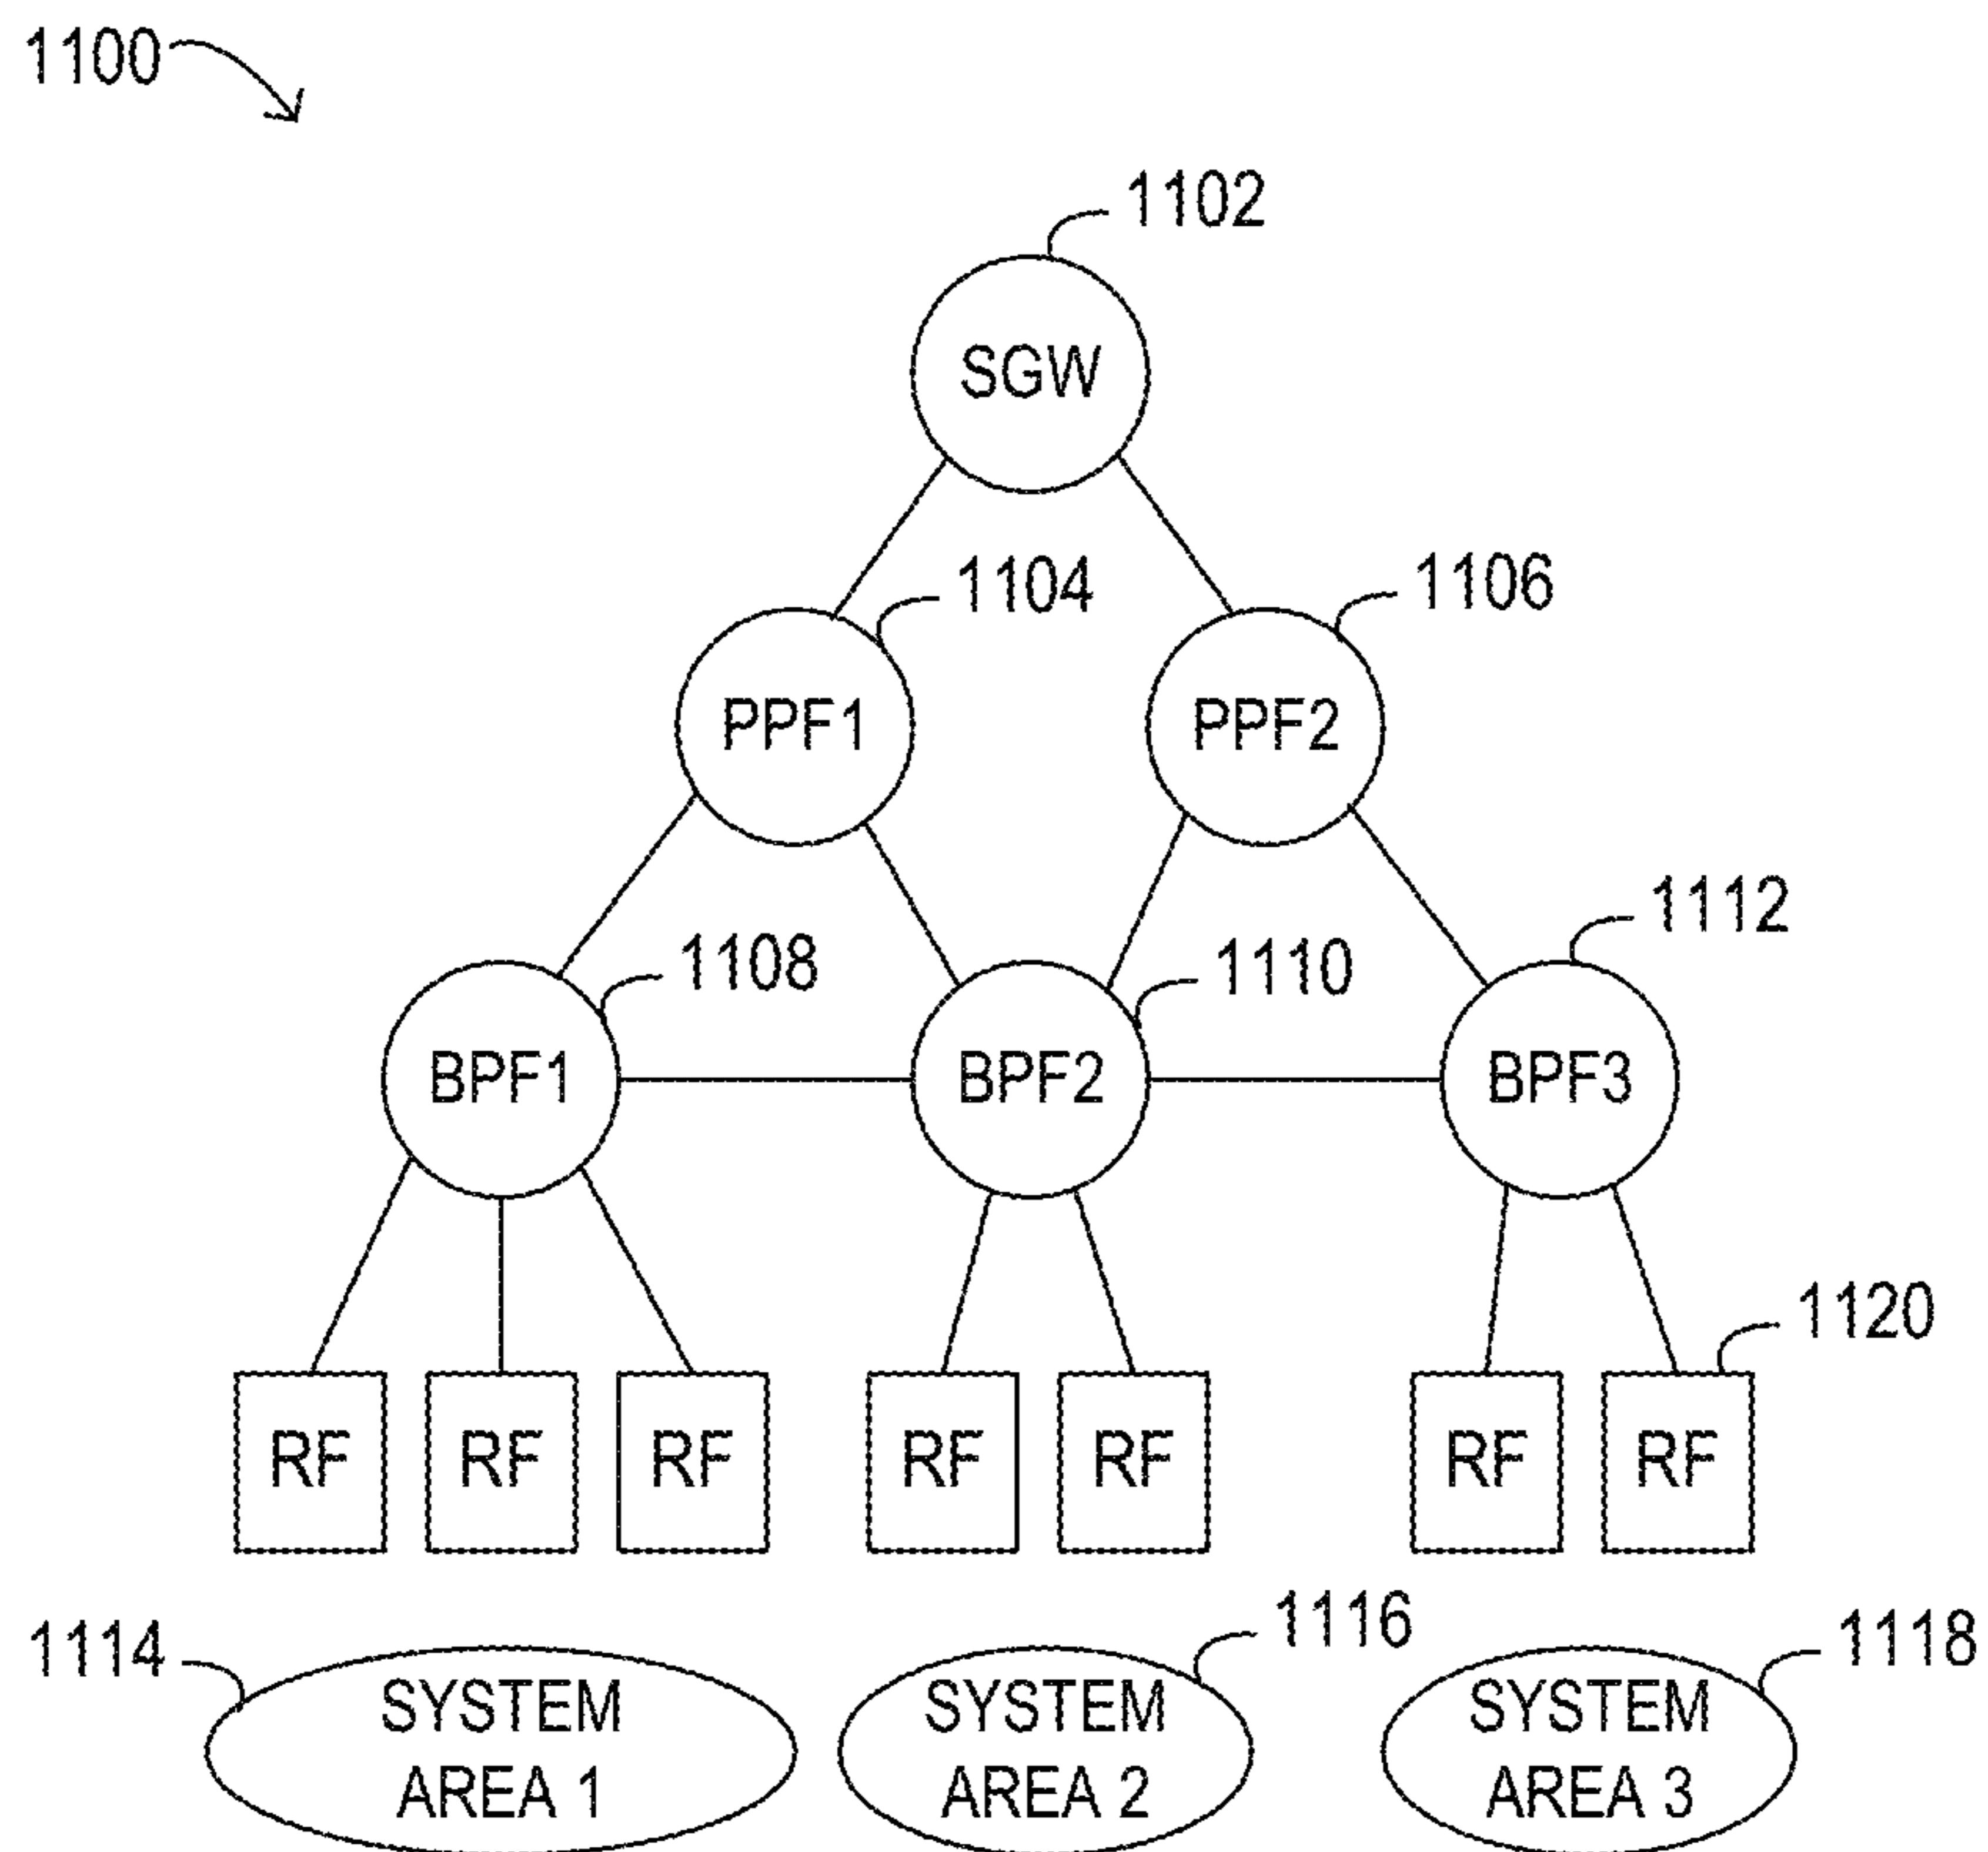 1100
1102
SGW
1104
1106
PPF1
PPF2
1108
1110
1112
BPF1
BPF2
BPF3
1120
RF
RF
RF
RF
RF
RF
RF
1114
1116
1118
SYSTEM
AREA 1
SYSTEM
AREA 2
SYSTEM
AREA 3